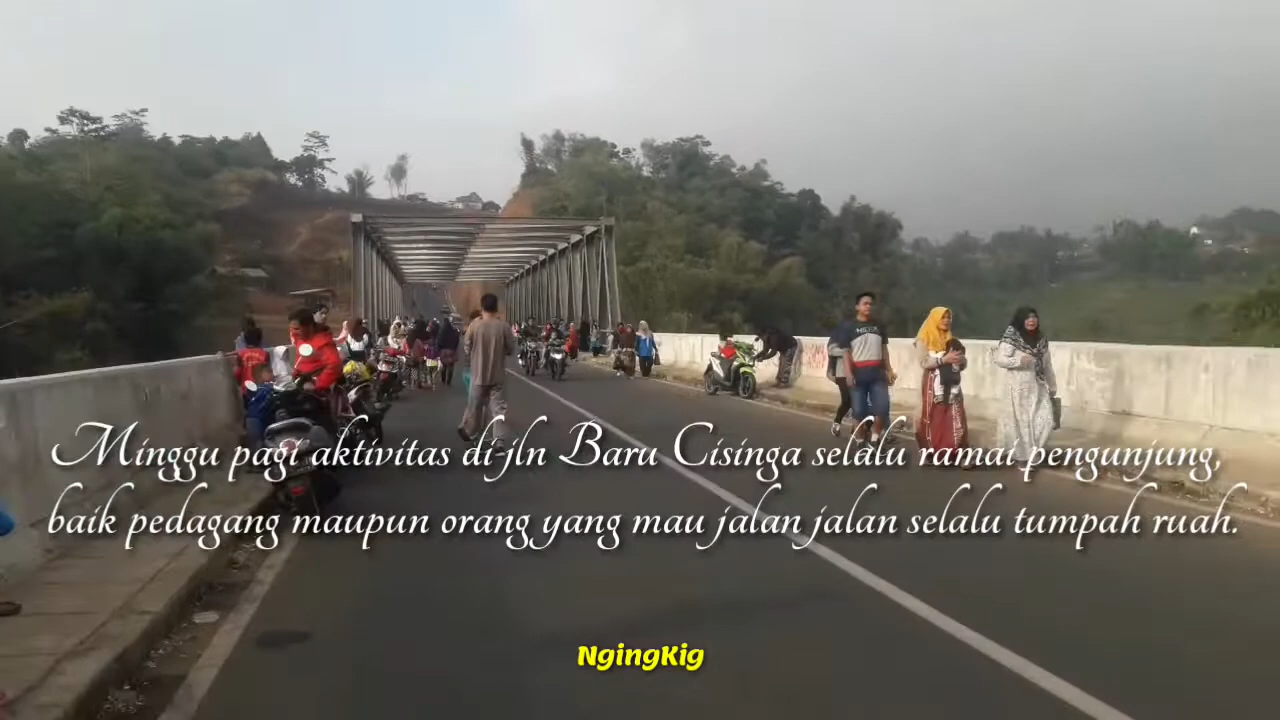 Minggu pagi aktivitas di jln Baru Cisinga selalu ramai pengunjung,
baik pedagang maupun orang yang mau jalan jalan selalu tumpah ruah.
NgingKig